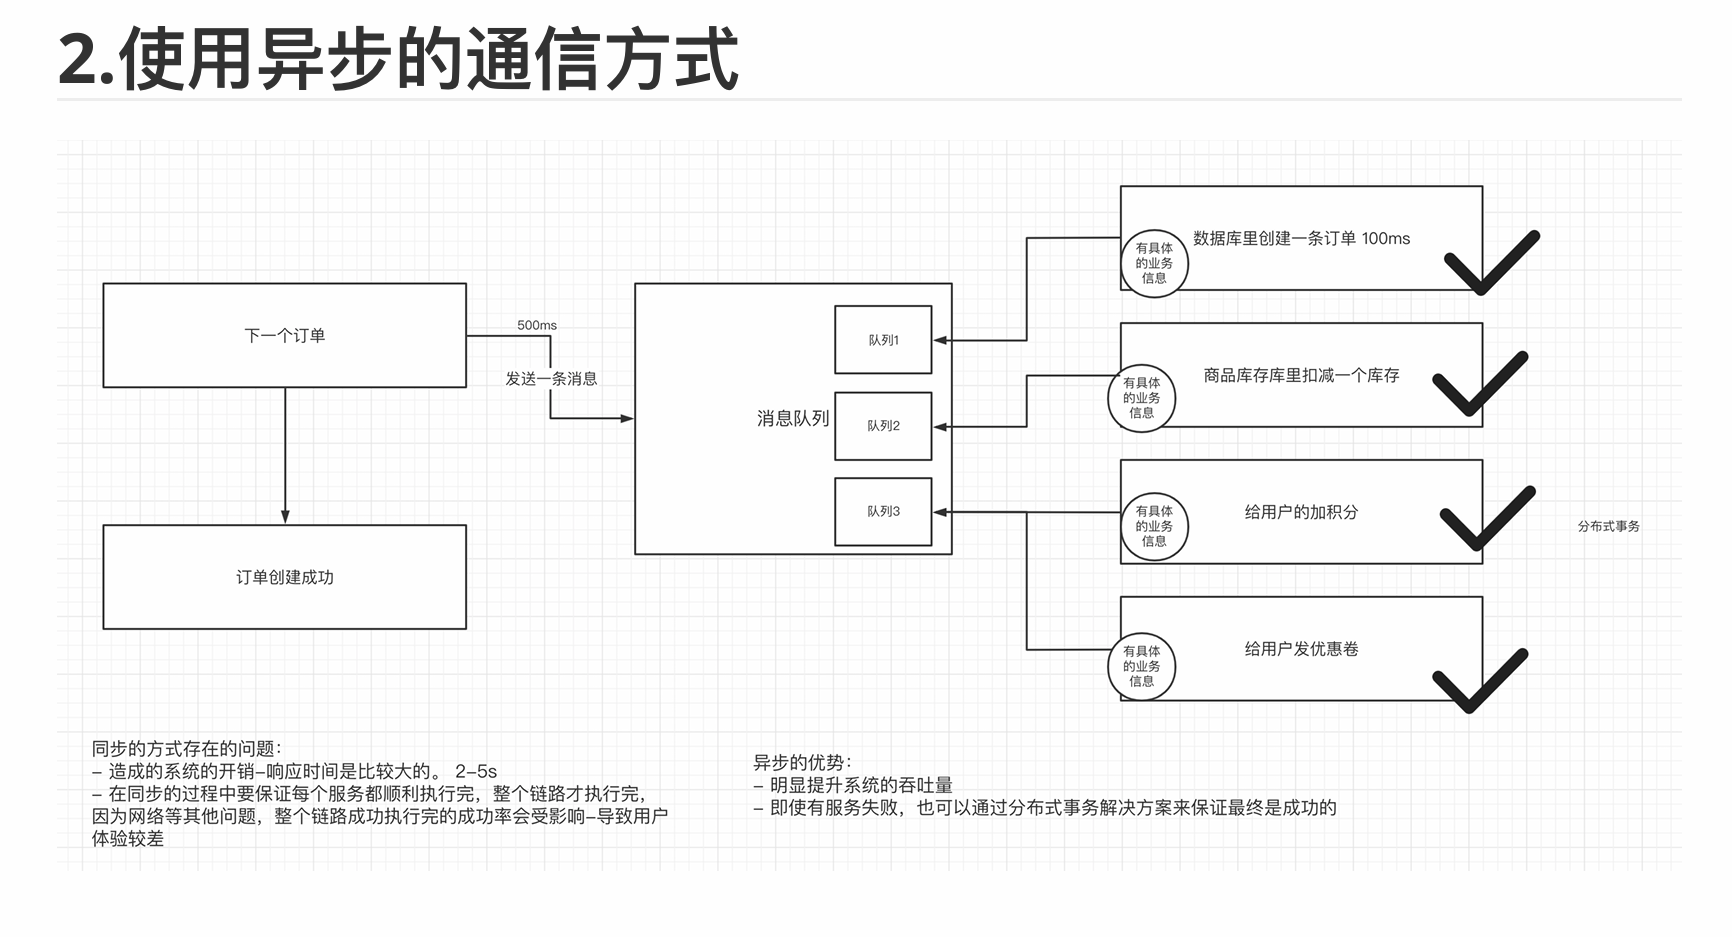 2.使用异步的通信方式
下一个订单
500ms
发送一条消息
订单创建成功
消息队列
队列1
队列2
队列3
有具体
的业务
信息
数据库里创建一条订单 100ms
有具体
的业务
信息
商品库存库里扣减一个库存
有具体
的业务
信息
给用户的加积分
分布式事务
有具体
的业务
信息
给用户发优惠卷
同步的方式存在的问题：
- 造成的系统的开销-响应时间是比较大的。 2-5s
- 在同步的过程中要保证每个服务都顺利执行完，整个链路才执行完，
因为网络等其他问题，整个链路成功执行完的成功率会受影响-导致用户
体验较差
异步的优势：
- 明显提升系统的吞吐量
- 即使有服务失败，也可以通过分布式事务解决方案来保证最终是成功的